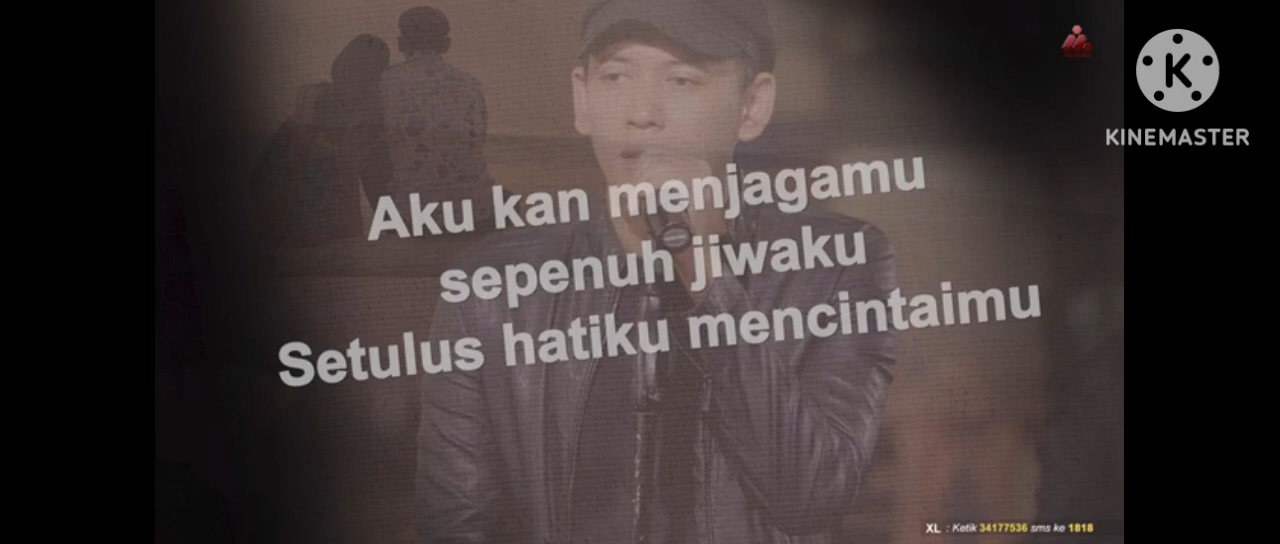 Aku kan menjagamu
sepenuh jiwaku
Setulus hatiku mencintaimu
K
KINEMASTER
XL : Ketik 34177536 sms ke 1818